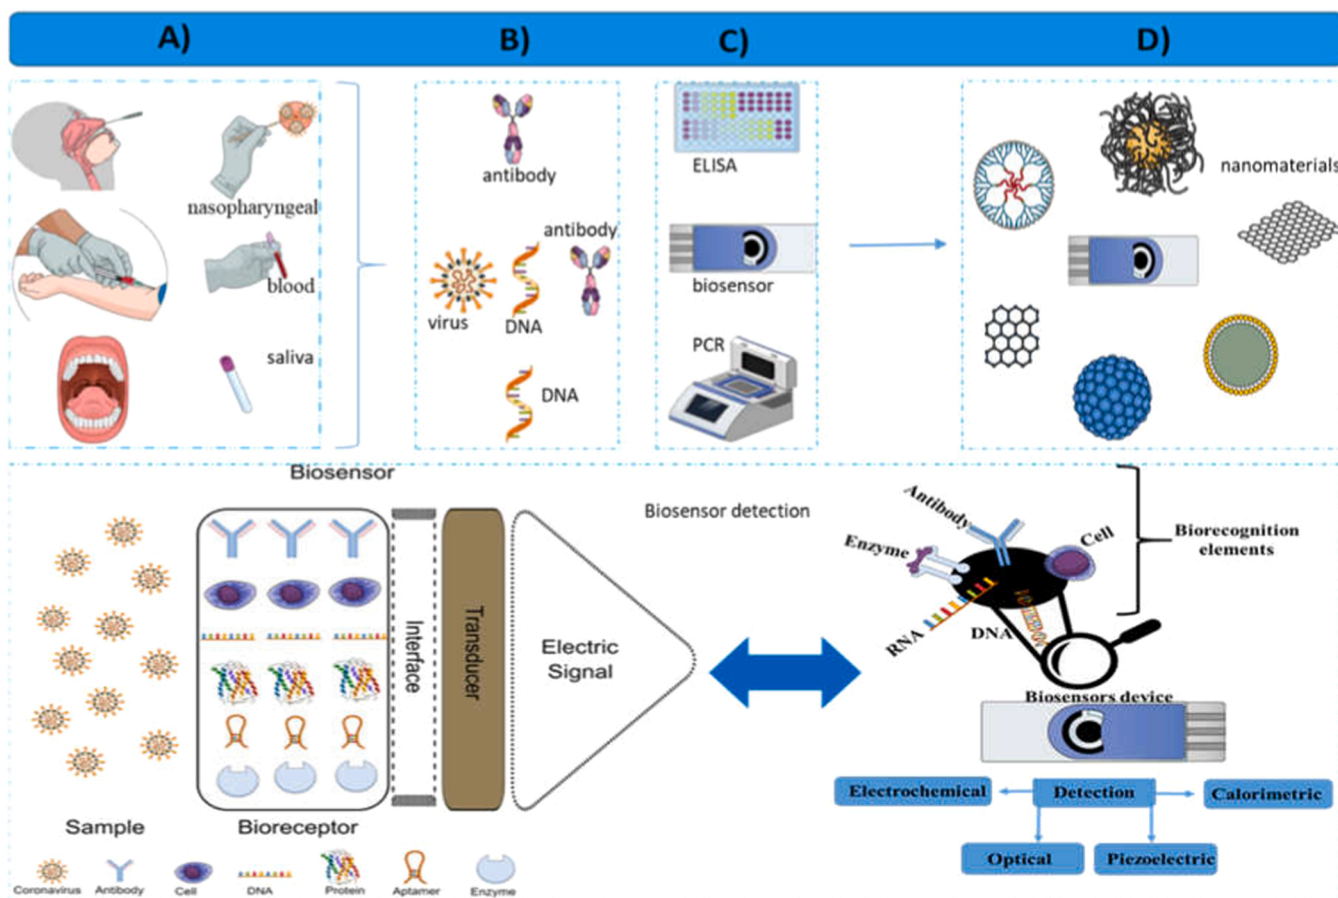 A)
B)
C)
D)
nasopharyngeal
blood
saliva
antibody
antibody
virus
DNA
DNA
ELISA
biosensor
PCR
nanomaterials
Biosensor
Interface
Transducer
Electric
Signal
Sample
Bioreceptor
Coronavirus
Antibody
Cell
DNA
Protein
Aptamer
Enzyme
Biosensor detection
Antibody
Enzyme
Cell
RNA
DNA
Biorecognition
elements
Biosensors device
Electrochemical
Detection
Calorimetric
Optical
Piezoelectric